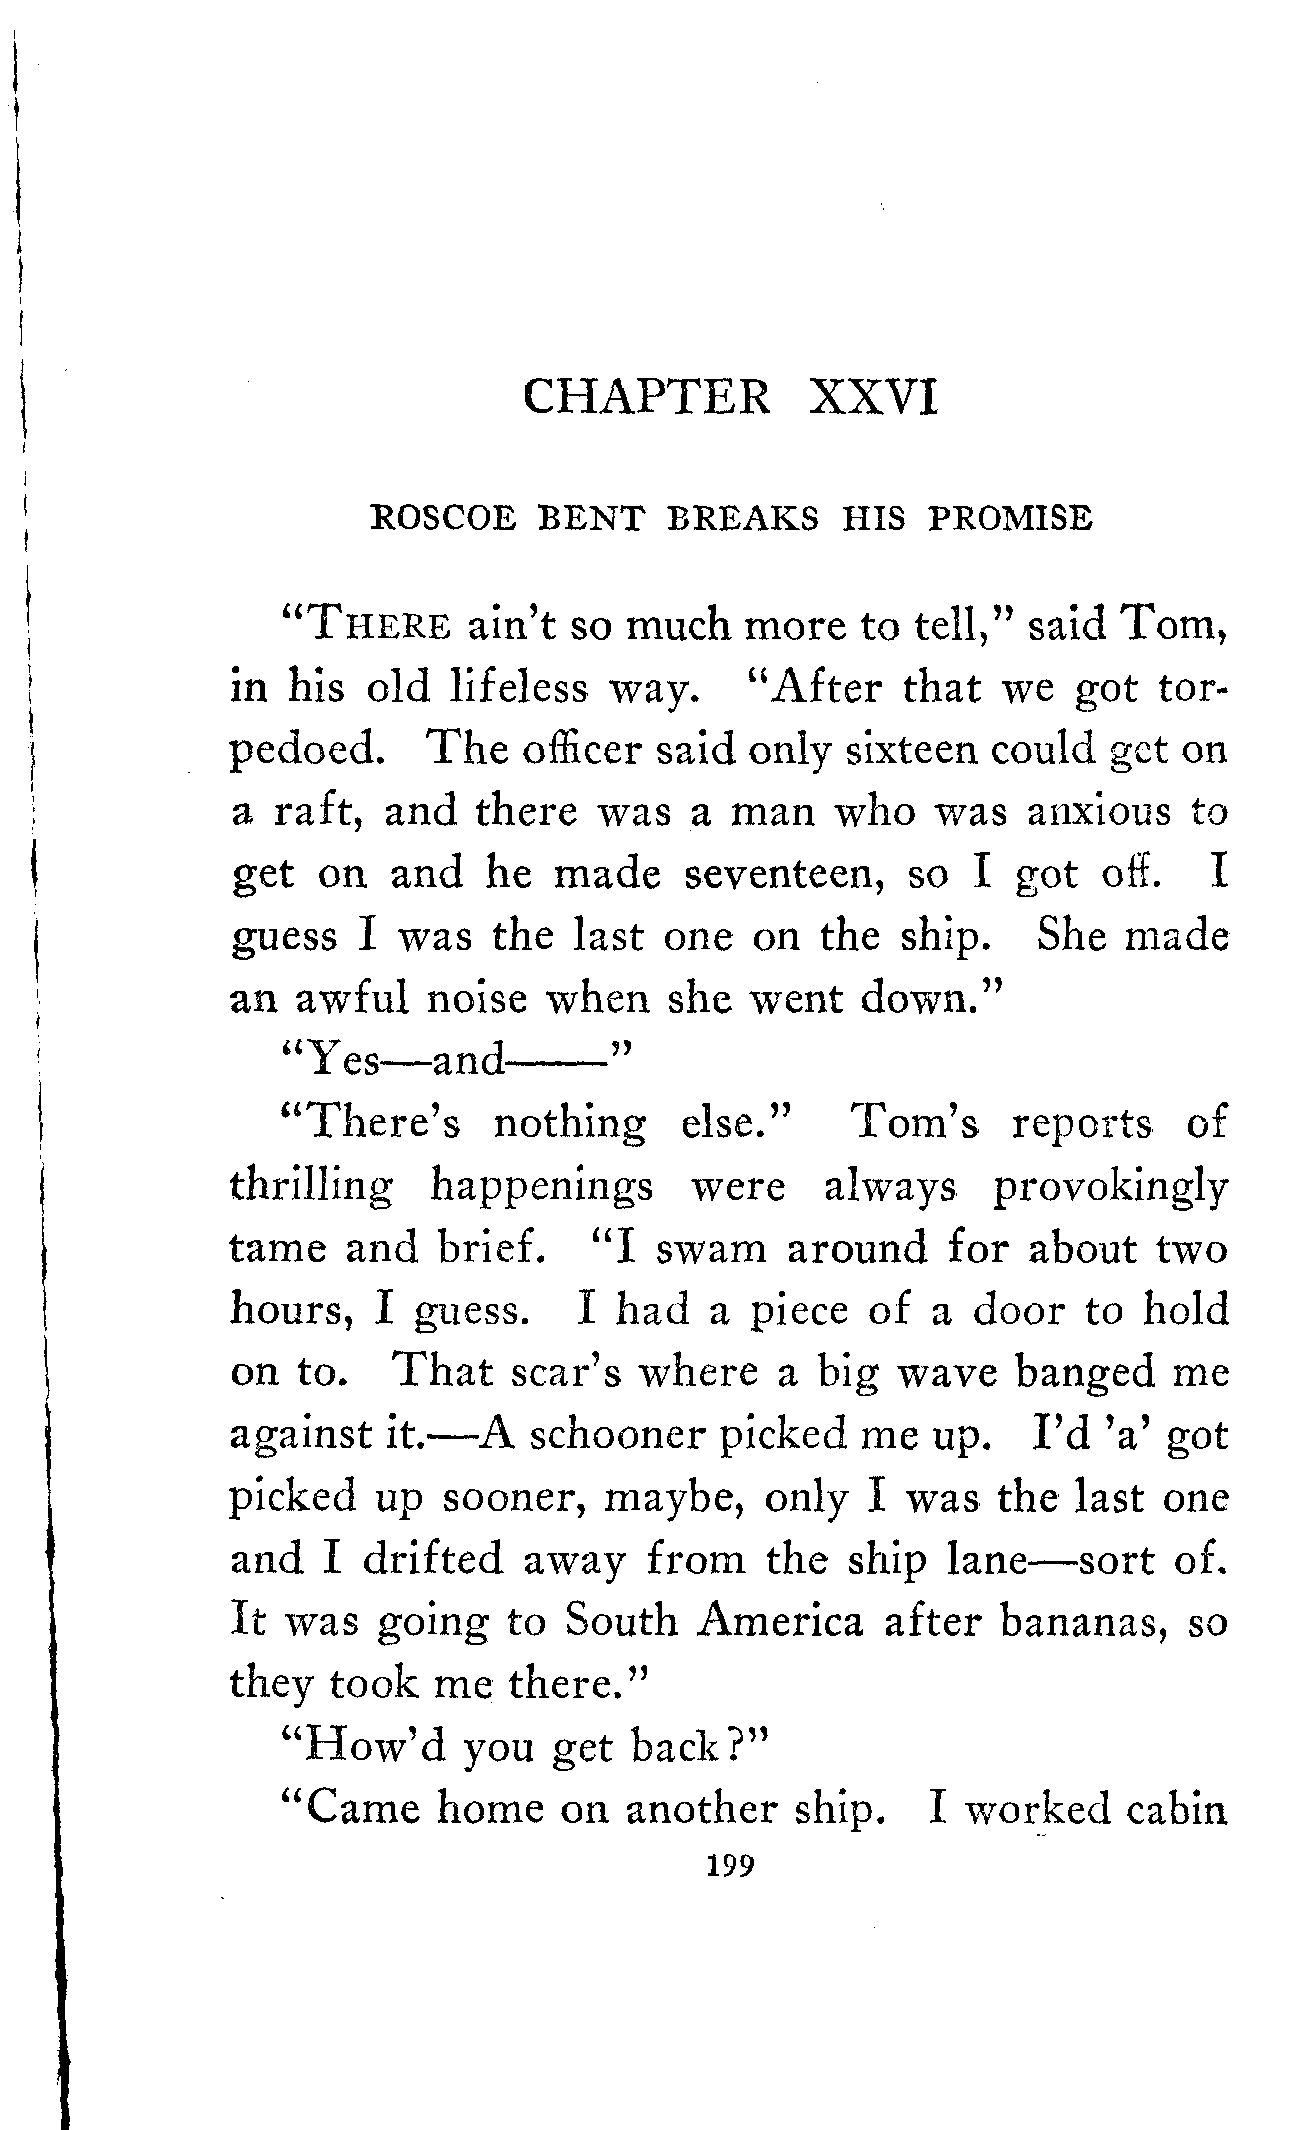 CHAPTER XXVI
ROSCOE BENT BREAKS HIS PROMISE
"THERE ain't so much more to tell," said Tom,
in his old lifeless way. "After that we got tor-
pedoed. The officer said only sixteen could get on
a raft, and there was a man who was anxious to
get on and he made seventeen, so I got off. I
guess I was the last one on the ship. She made
an awful noise when she went down."
"Yes—and——"
"There's nothing else." Tom's reports of
thrilling happenings were always provokingly
tame and brief. "I swam around for about two
hours, I guess. I had a piece of a door to hold
on to. That scar's where a big wave banged me
against it.—A schooner picked me up. I'd 'a' got
picked up sooner, maybe, only I was the last one
and I drifted away from the ship lane—sort of.
It was going to South America after bananas, so
they took me there."
"How'd you get back?"
"Came home on another ship. I worked cabin
199